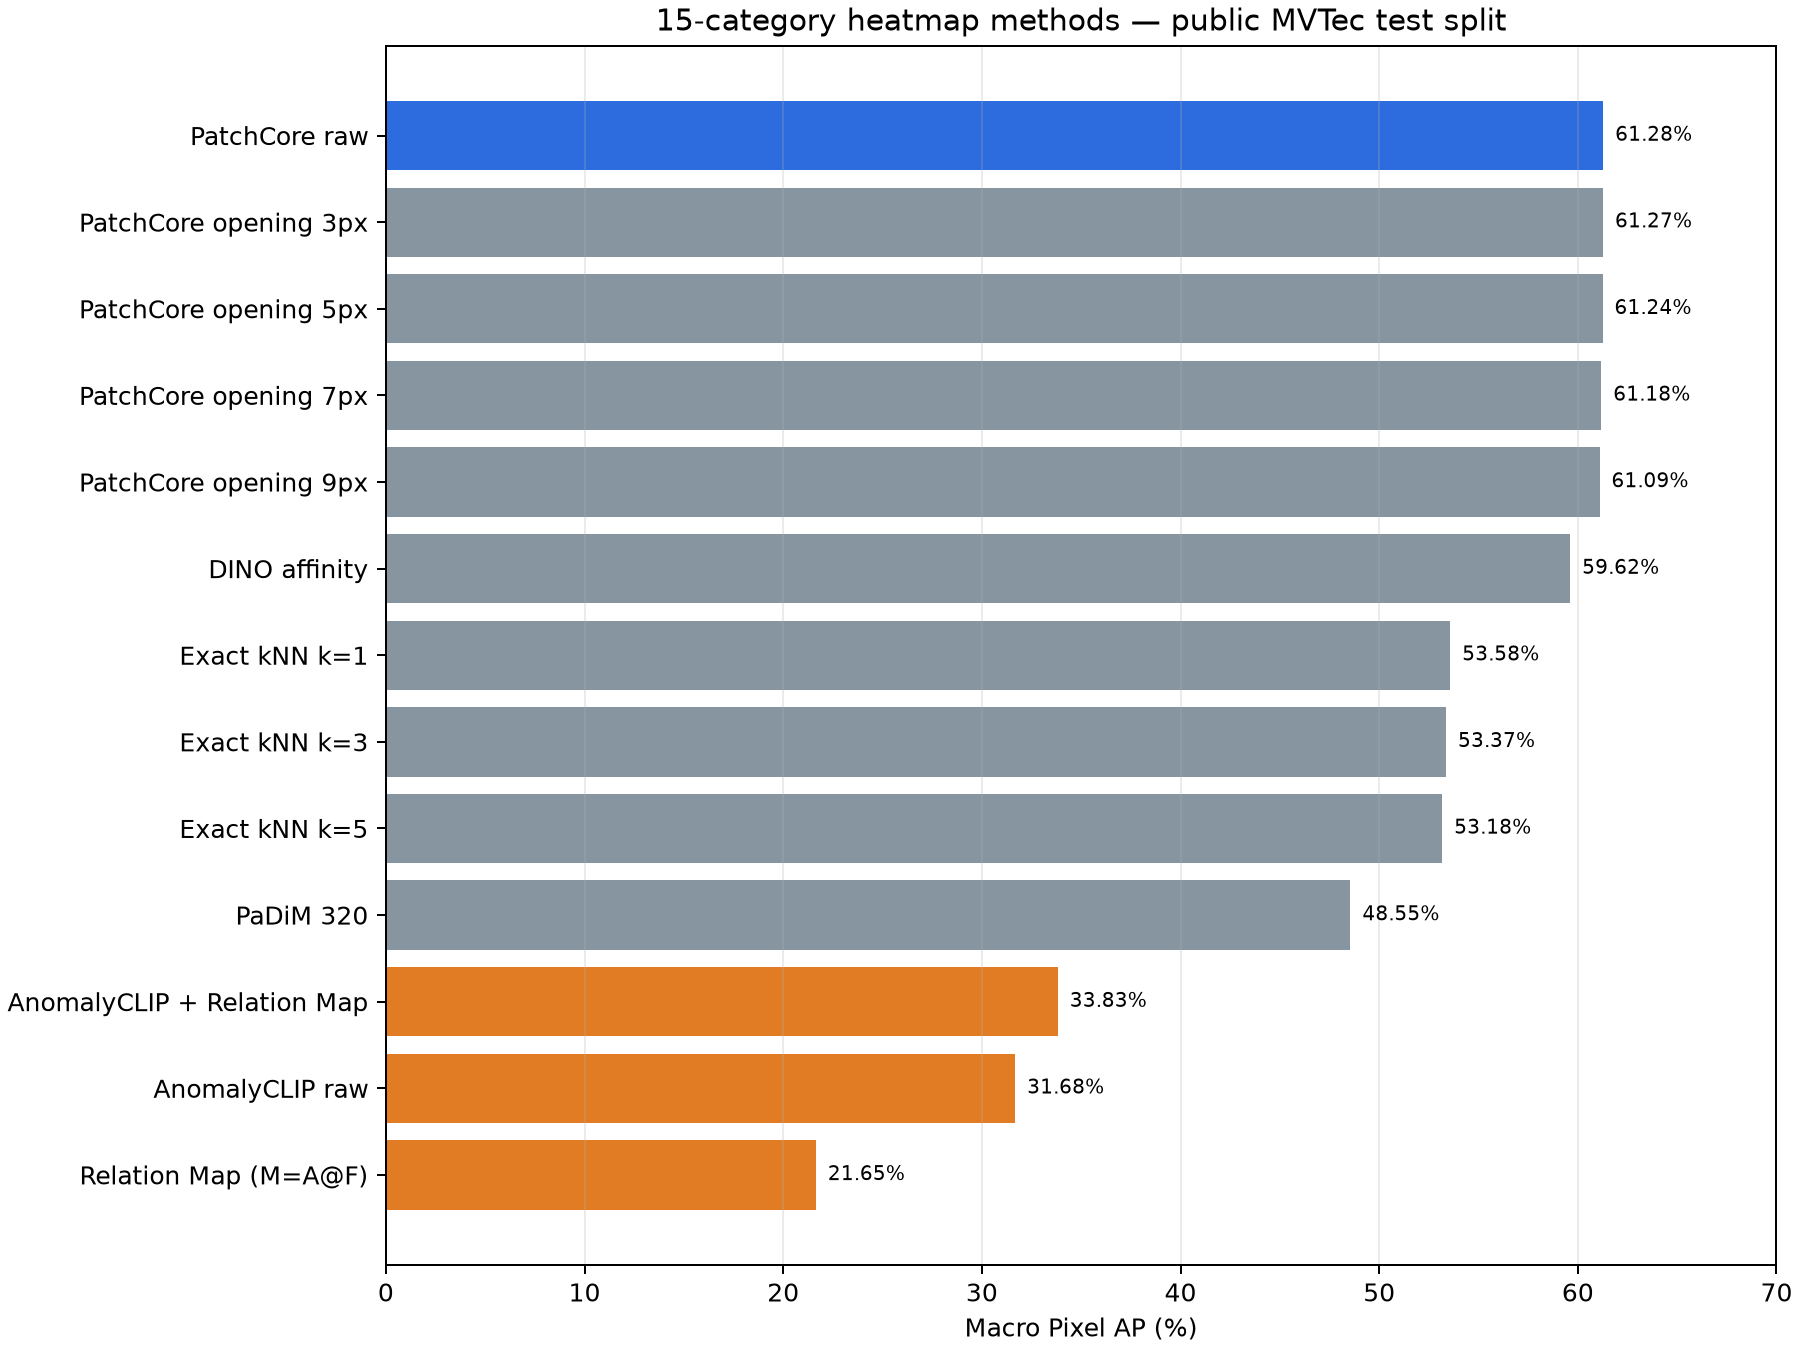 15-category heatmap methods — public MVTec test split
PatchCore raw 61.28%
PatchCore opening 3px 61.27%
PatchCore opening 5px 61.24%
PatchCore opening 7px 61.18%
PatchCore opening 9px 61.09%
DINO affinity 59.62%
Exact kNN k=1 53.58%
Exact kNN k=3 53.37%
Exact kNN k=5 53.18%
PaDiM 320 48.55%
AnomalyCLIP + Relation Map 33.83%
AnomalyCLIP raw 31.68%
Relation Map (M=A@F) 21.65%
0 10 20 30 40 50 60 70
Macro Pixel AP (%)